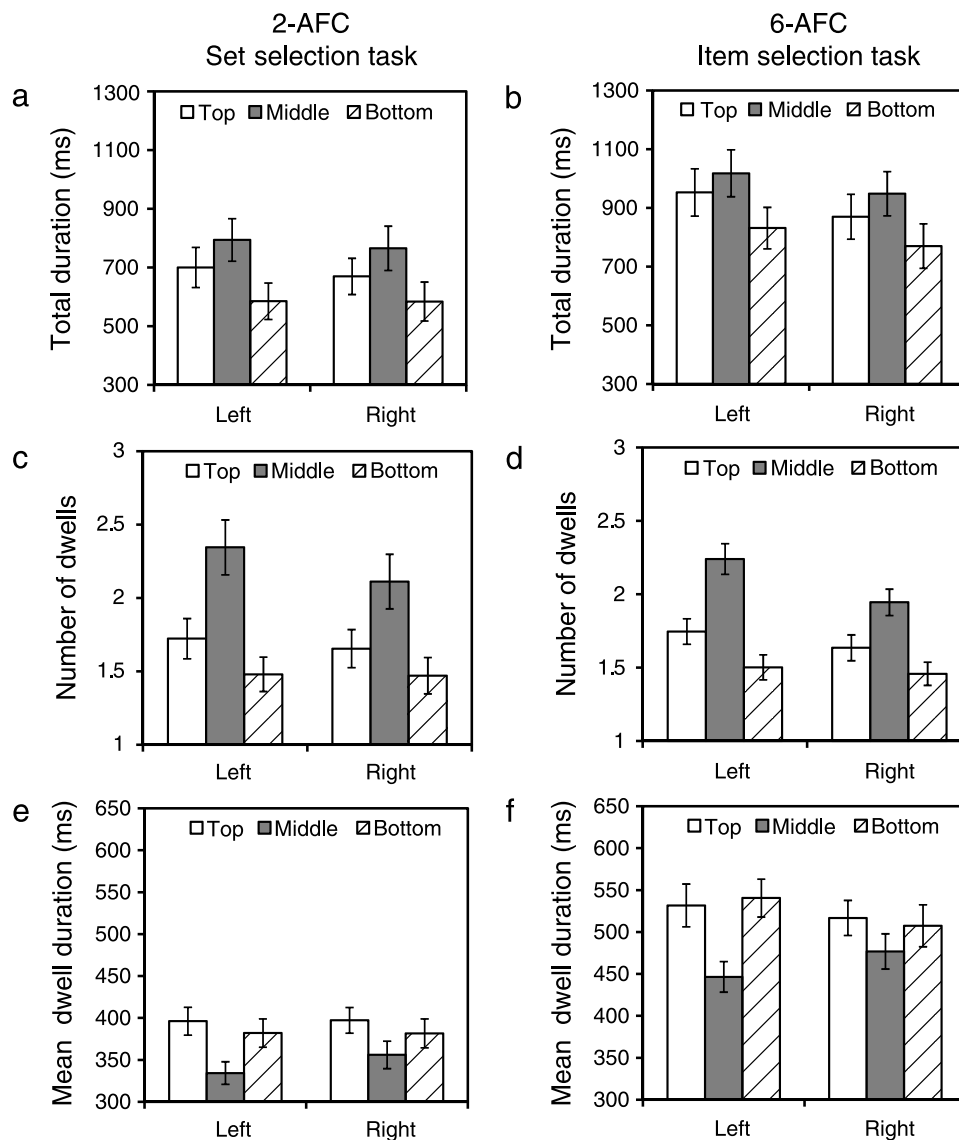 2-AFC
Set selection task
6-AFC
Item selection task
a
Total duration (ms)
1300
1100
900
700
500
300
Top Middle Bottom
Left Right
b
Total duration (ms)
1300
1100
900
700
500
300
Top Middle Bottom
Left Right
c
Number of dwells
3
2.5
2
1.5
1
Top Middle Bottom
Left Right
d
Number of dwells
3
2.5
2
1.5
1
Top Middle Bottom
Left Right
e
Mean dwell duration (ms)
650
600
550
500
450
400
350
300
Top Middle Bottom
Left Right
f
Mean dwell duration (ms)
650
600
550
500
450
400
350
300
Top Middle Bottom
Left Right